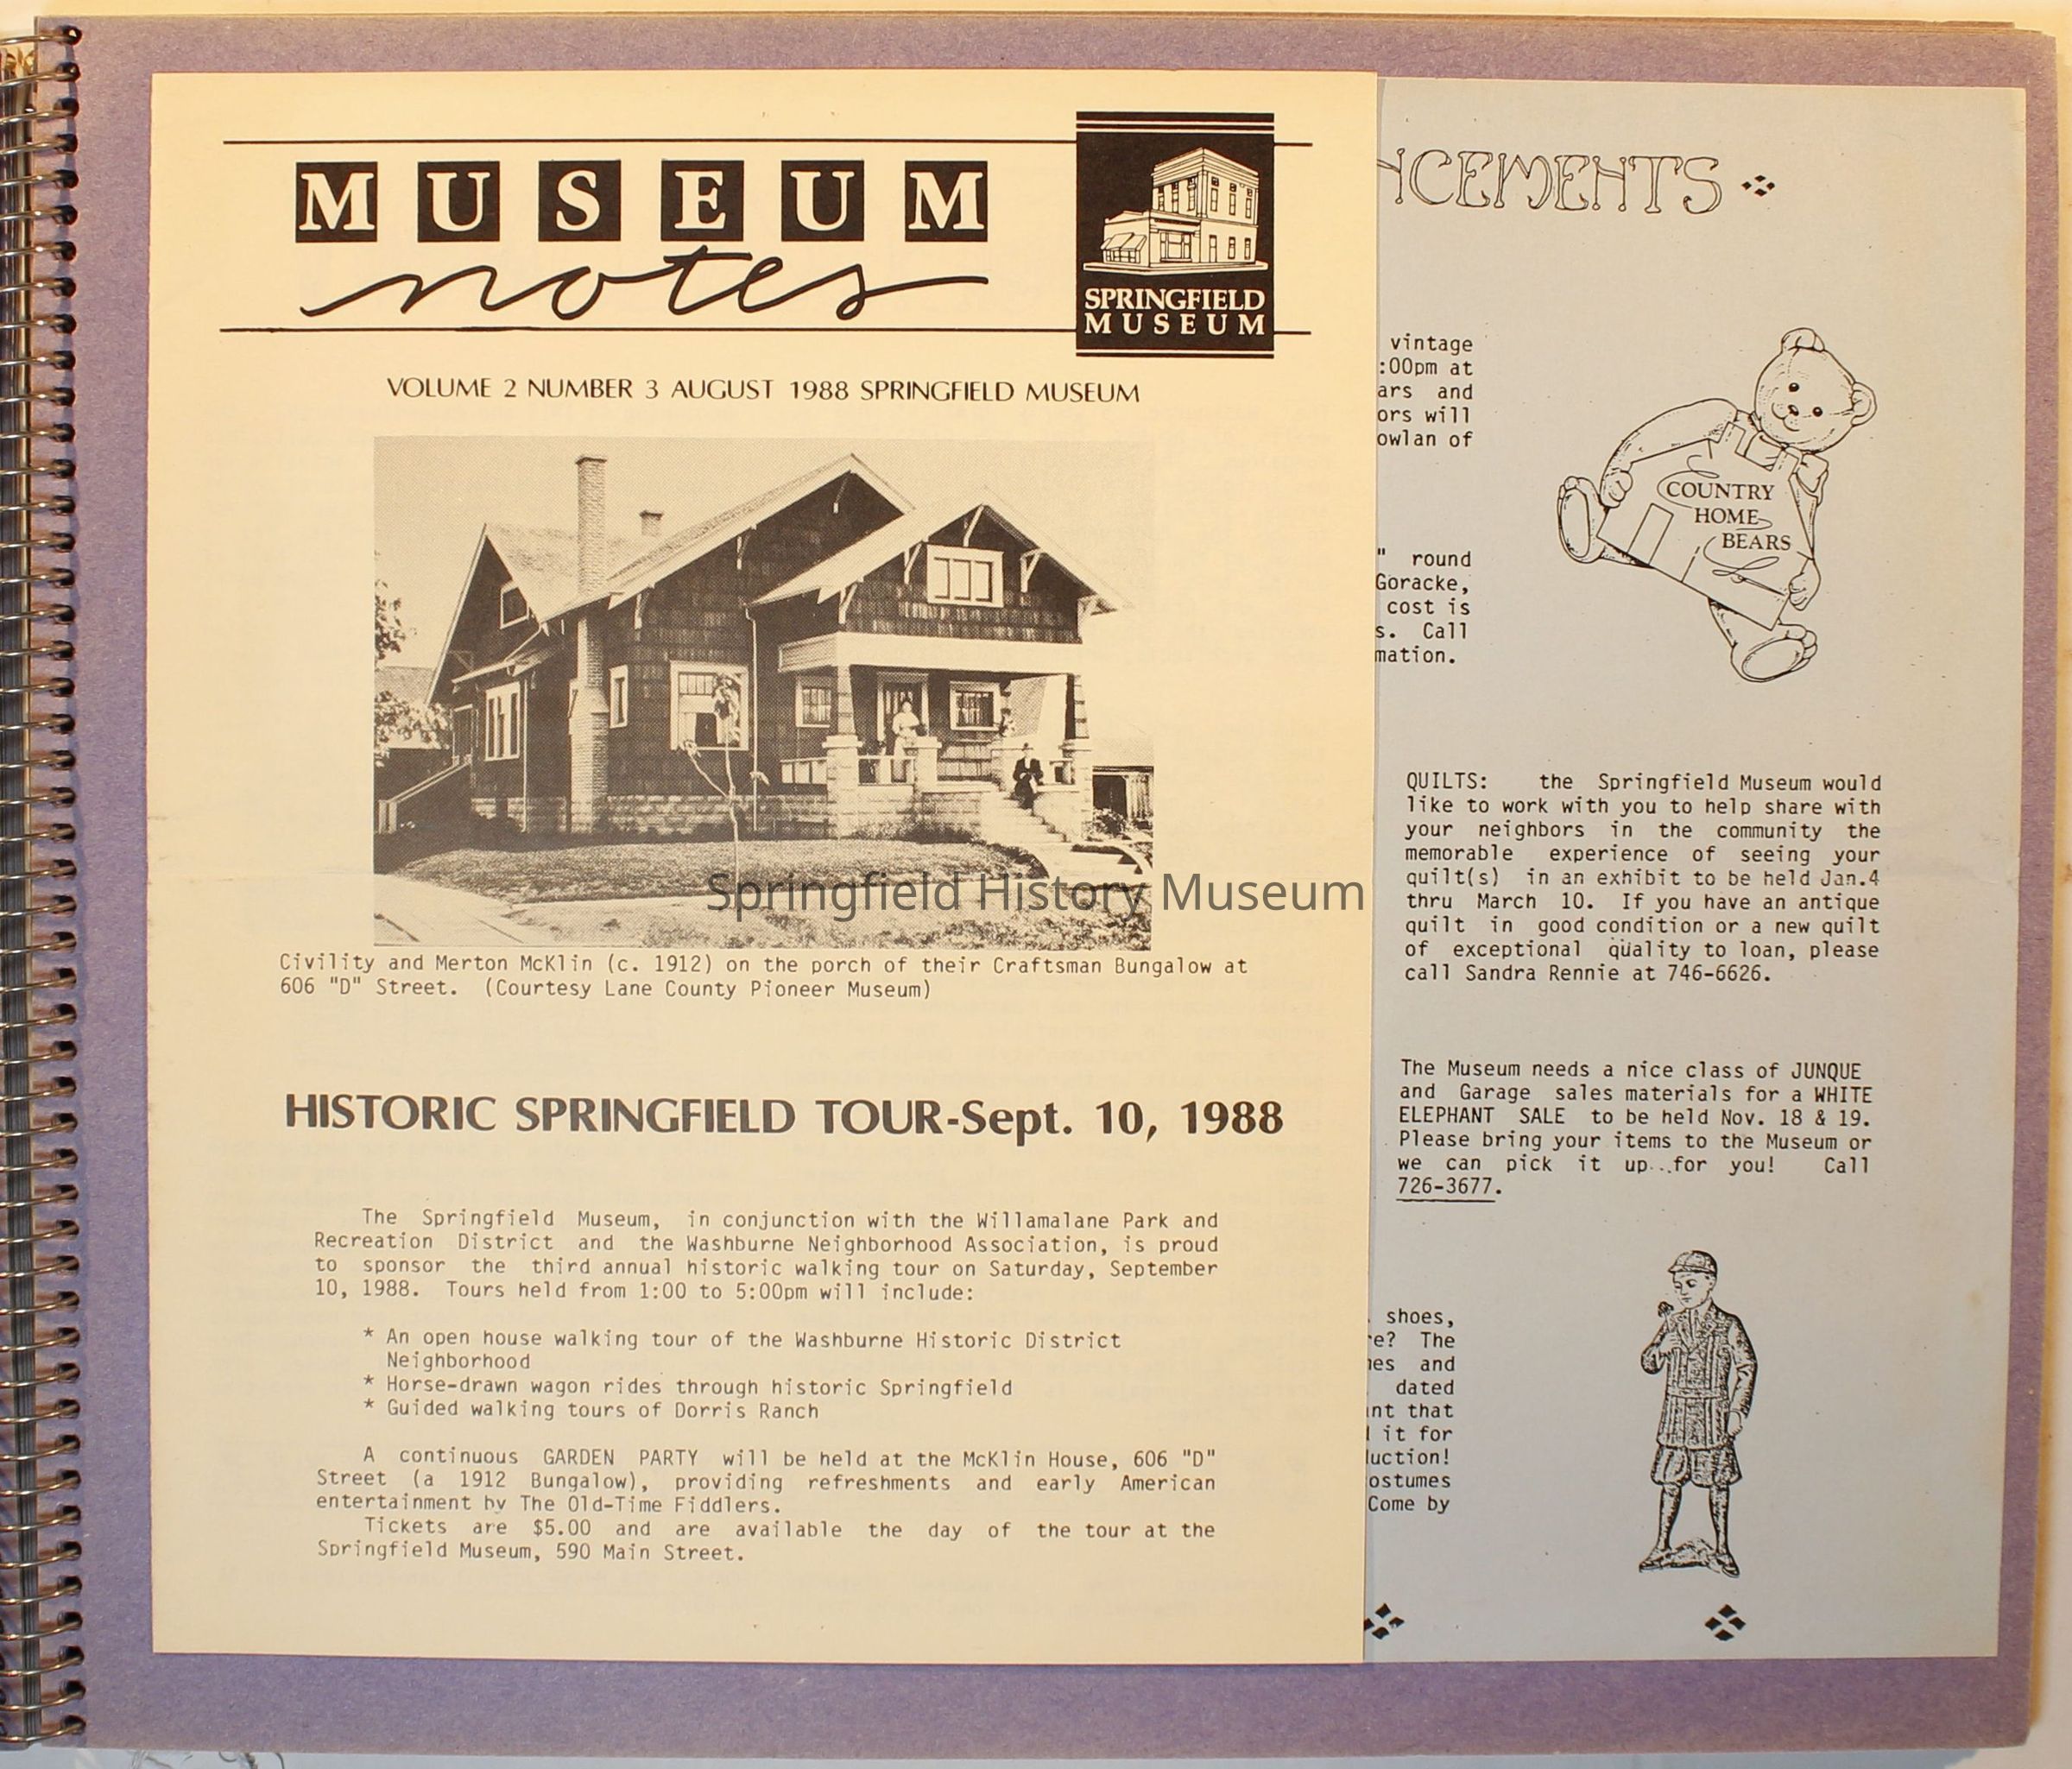 MUSEUM
notes
SPRINGFIELD
MUSEUM
VOLUME 2 NUMBER 3 AUGUST 1988 SPRINGFIELD MUSEUM
Springfield History Museum
Civility and Merton McKlin (c. 1912) on the porch of their Craftsman Bungalow at
606 "D" Street. (Courtesy Lane County Pioneer Museum)
HISTORIC SPRINGFIELD TOUR-Sept. 10, 1988
The Springfield Museum, in conjunction with the Willamalane Park and
Recreation District and the Washburne Neighborhood Association, is proud
to sponsor the third annual historic walking tour on Saturday, September
10, 1988. Tours held from 1:00 to 5:00pm will include:
* An open house walking tour of the Washburne Historic District
Neighborhood
* Horse-drawn wagon rides through historic Springfield
* Guided walking tours of Dorris Ranch
A continuous GARDEN PARTY will be held at the McKlin House, 606 "D"
Street (a 1912 Bungalow), providing refreshments and early American
entertainment by The Old-Time Fiddlers.
Tickets are $5.00 and are available the day of the tour at the
Springfield Museum, 590 Main Street.
NCEMENTS
vintage
:00pm at
ars and
ors will
owlan of
COUNTRY
HOME
BEARS
" round
Goracke,
cost is
s. Call
mation.
QUILTS: the Springfield Museum would
like to work with you to help share with
your neighbors in the community the
memorable experience of seeing your
quilt(s) in an exhibit to be held Jan.4
thru March 10. If you have an antique
quilt in good condition or a new quilt
of exceptional quality to loan, please
call Sandra Rennie at 746-6626.
The Museum needs a nice class of JUNQUE
and Garage sales materials for a WHITE
ELEPHANT SALE to be held Nov. 18 & 19.
Please bring your items to the Museum or
we can pick it up...for you! Call
726-3677.
shoes,
e? The
es and
dated
nt that
it for
uction!
ostumes
Come by